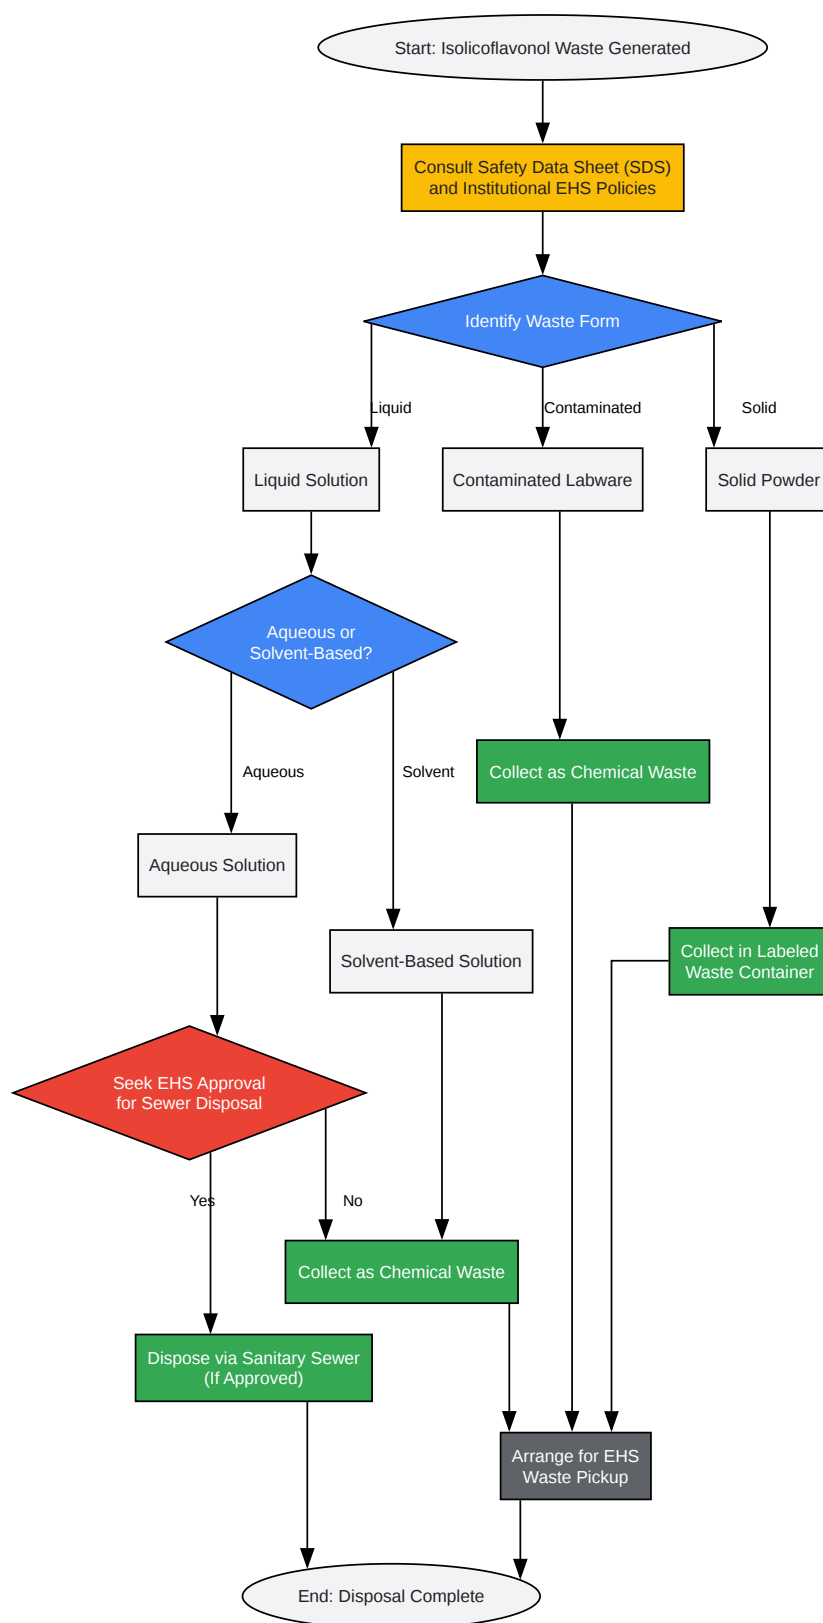 Start: Isolicoflavonol Waste Generated
Consult Safety Data Sheet (SDS)
and Institutional EHS Policies
Identify Waste Form
Liquid
Contaminated
Solid
Liquid Solution
Contaminated Labware
Solid Powder
Aqueous or
Solvent-Based?
Aqueous
Solvent
Collect as Chemical Waste
Aqueous Solution
Solvent-Based Solution
Collect in Labeled
Waste Container
Seek EHS Approval
for Sewer Disposal
Yes
No
Collect as Chemical Waste
Dispose via Sanitary Sewer
(If Approved)
Arrange for EHS
Waste Pickup
End: Disposal Complete